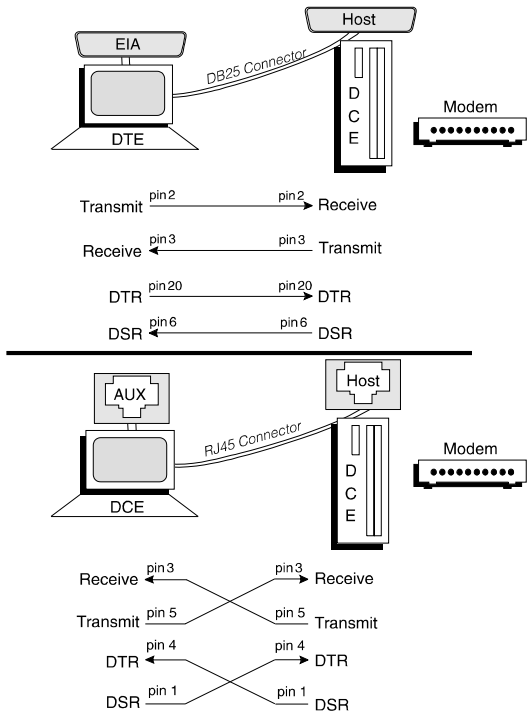 Host
EIA
DB25 Connector
DCE
Modem
DTE
Transmit pin 2 pin 2 Receive
Receive pin 3 pin 3 Transmit
DTR pin 20 pin 20 DTR
DSR pin 6 pin 6 DSR
AUX
Host
RJ45 Connector
DCE
Modem
DCE
Receive pin 3 pin 3 Receive
Transmit pin 5 pin 5 Transmit
DTR pin 4 pin 4 DTR
DSR pin 1 pin 1 DSR